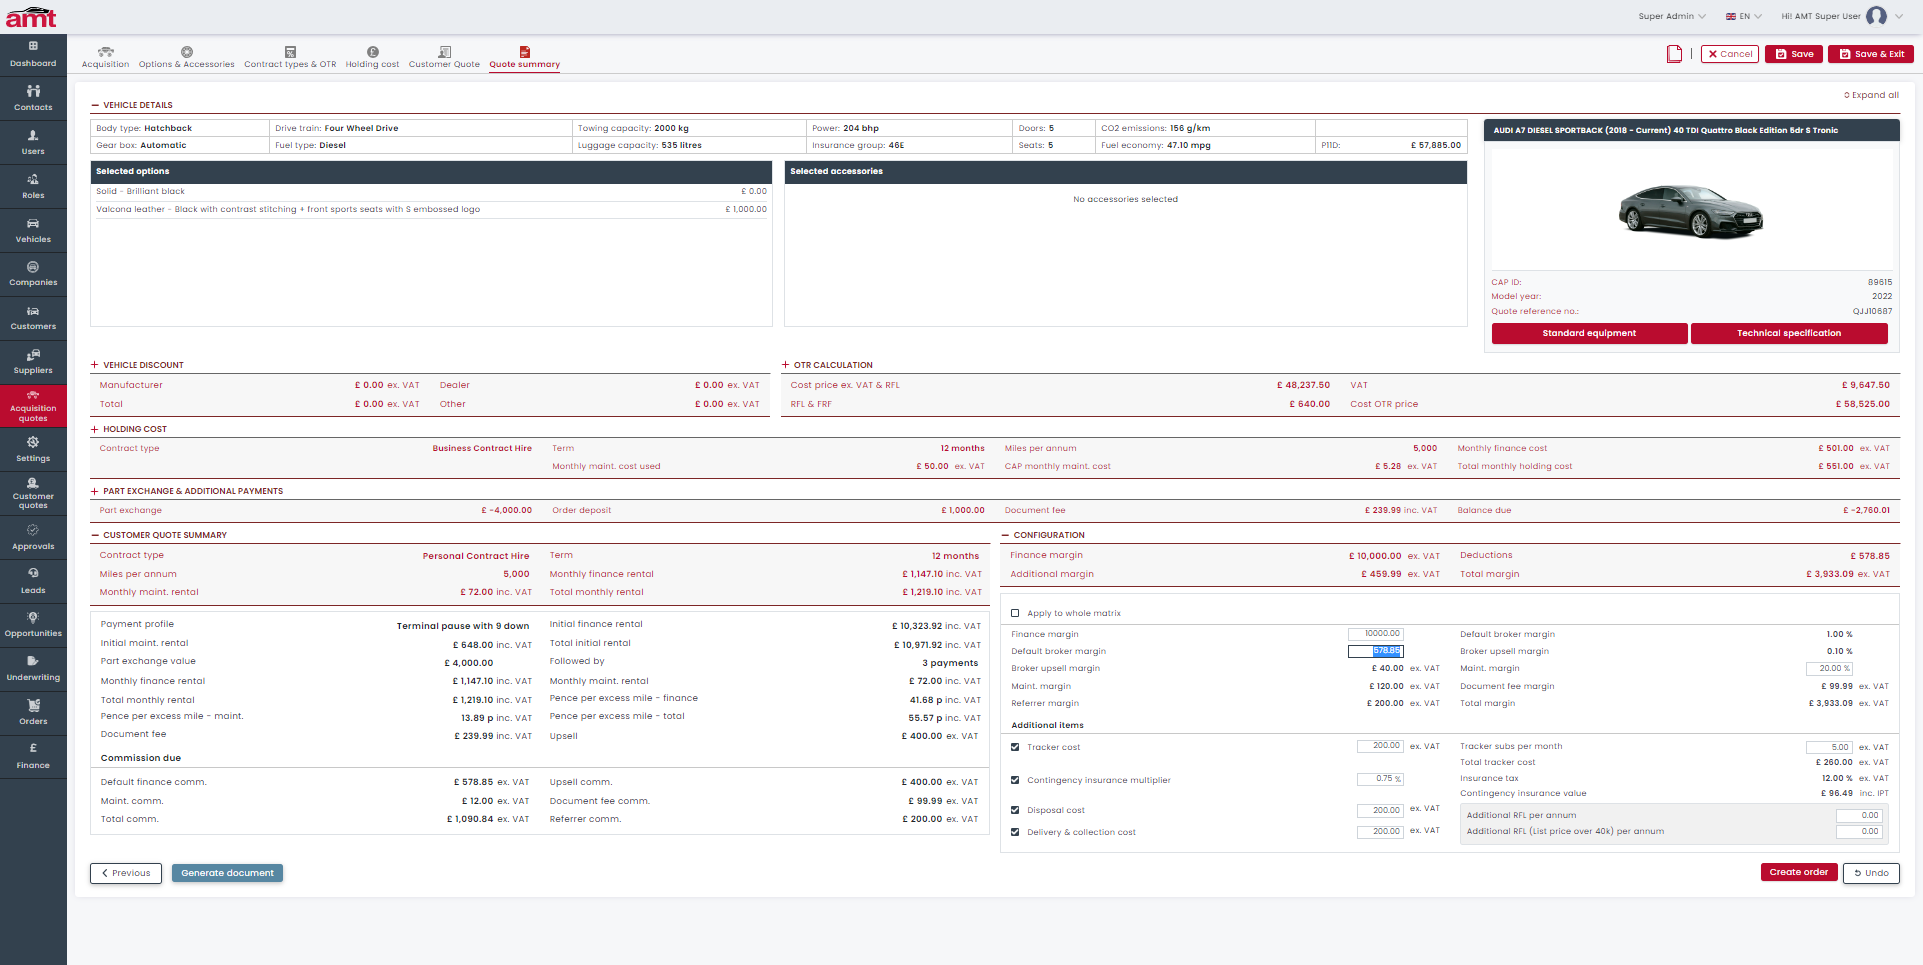 amt
Super Admin
EN
Hi! AMT Super User
Dashboard
Contacts
Users
Roles
Vehicles
Companies
Customers
Suppliers
Acquisition quotes
Settings
Customer quotes
Approvals
Leads
Opportunities
Underwriting
Orders
Finance
Acquisition
Options & Accessories
Contract types & OTR
Holding cost
Customer Quote
Quote summary
Cancel
Save
Save & Exit
Expand all
VEHICLE DETAILS
Body type: Hatchback
Drive train: Four Wheel Drive
Towing capacity: 2000 kg
Power: 204 bhp
Doors: 5
CO2 emissions: 156 g/km
Gear box: Automatic
Fuel type: Diesel
Luggage capacity: 535 litres
Insurance group: 46E
Seats: 5
Fuel economy: 47.10 mpg
P11D: £ 57,885.00
Selected options
Solid - Brilliant black £ 0.00
Valcona leather - Black with contrast stitching + front sports seats with S embossed logo £ 1,000.00
Selected accessories
No accessories selected
AUDI A7 DIESEL SPORTBACK (2018 - Current) 40 TDI Quattro Black Edition 5dr S Tronic
CAP ID: 89615
Model year: 2022
Quote reference no.: QJJ10687
Standard equipment
Technical specification
VEHICLE DISCOUNT
Manufacturer £ 0.00 ex. VAT Dealer £ 0.00 ex. VAT
Total £ 0.00 ex. VAT Other £ 0.00 ex. VAT
OTR CALCULATION
Cost price ex. VAT & RFL £ 48,237.50 VAT £ 9,647.50
RFL & FRF £ 640.00 Cost OTR price £ 58,525.00
HOLDING COST
Contract type Business Contract Hire Term 12 months Miles per annum 5,000 Monthly finance cost £ 501.00 ex. VAT
Monthly maint. cost used £ 50.00 ex. VAT CAP monthly maint. cost £ 5.28 ex. VAT Total monthly holding cost £ 551.00 ex. VAT
PART EXCHANGE & ADDITIONAL PAYMENTS
Part exchange £ -4,000.00 Order deposit £ 1,000.00 Document fee £ 239.99 inc. VAT Balance due £ -2,760.01
CUSTOMER QUOTE SUMMARY
Contract type Personal Contract Hire Term 12 months
Miles per annum 5,000 Monthly finance rental £ 1,147.10 inc. VAT
Monthly maint. rental £ 72.00 inc. VAT Total monthly rental £ 1,219.10 inc. VAT
Payment profile Terminal pause with 9 down Initial finance rental £ 10,323.92 inc. VAT
Initial maint. rental £ 648.00 inc. VAT Total initial rental £ 10,971.92 inc. VAT
Part exchange value £ 4,000.00 Followed by 3 payments
Monthly finance rental £ 1,147.10 inc. VAT Monthly maint. rental £ 72.00 inc. VAT
Total monthly rental £ 1,219.10 inc. VAT Pence per excess mile - finance 41.68 p inc. VAT
Pence per excess mile - maint. 13.89 p inc. VAT Pence per excess mile - total 55.57 p inc. VAT
Document fee £ 239.99 inc. VAT Upsell £ 400.00 ex. VAT
Commission due
Default finance comm. £ 578.85 ex. VAT Upsell comm. £ 400.00 ex. VAT
Maint. comm. £ 12.00 ex. VAT Document fee comm. £ 99.99 ex. VAT
Total comm. £ 1,090.84 ex. VAT Referrer comm. £ 200.00 ex. VAT
CONFIGURATION
Finance margin £ 10,000.00 ex. VAT Deductions £ 578.85
Additional margin £ 459.99 ex. VAT Total margin £ 3,933.09 ex. VAT
Apply to whole matrix
Finance margin 10000.00 Default broker margin 1.00 %
Default broker margin 578.85 Broker upsell margin 0.10 %
Broker upsell margin £ 40.00 ex. VAT Maint. margin 20.00 %
Maint. margin £ 120.00 ex. VAT Document fee margin £ 99.99 ex. VAT
Referrer margin £ 200.00 ex. VAT Total margin £ 3,933.09 ex. VAT
Additional items
Tracker cost 200.00 ex. VAT Tracker subs per month 5.00 ex. VAT
Total tracker cost £ 260.00 ex. VAT
Contingency insurance multiplier 0.75 % Insurance tax 12.00 % ex. VAT
Contingency insurance value £ 96.49 inc. IPT
Disposal cost 200.00 ex. VAT Additional RFL per annum 0.00
Delivery & collection cost 200.00 ex. VAT Additional RFL (List price over 40k) per annum 0.00
Previous
Generate document
Create order
Undo